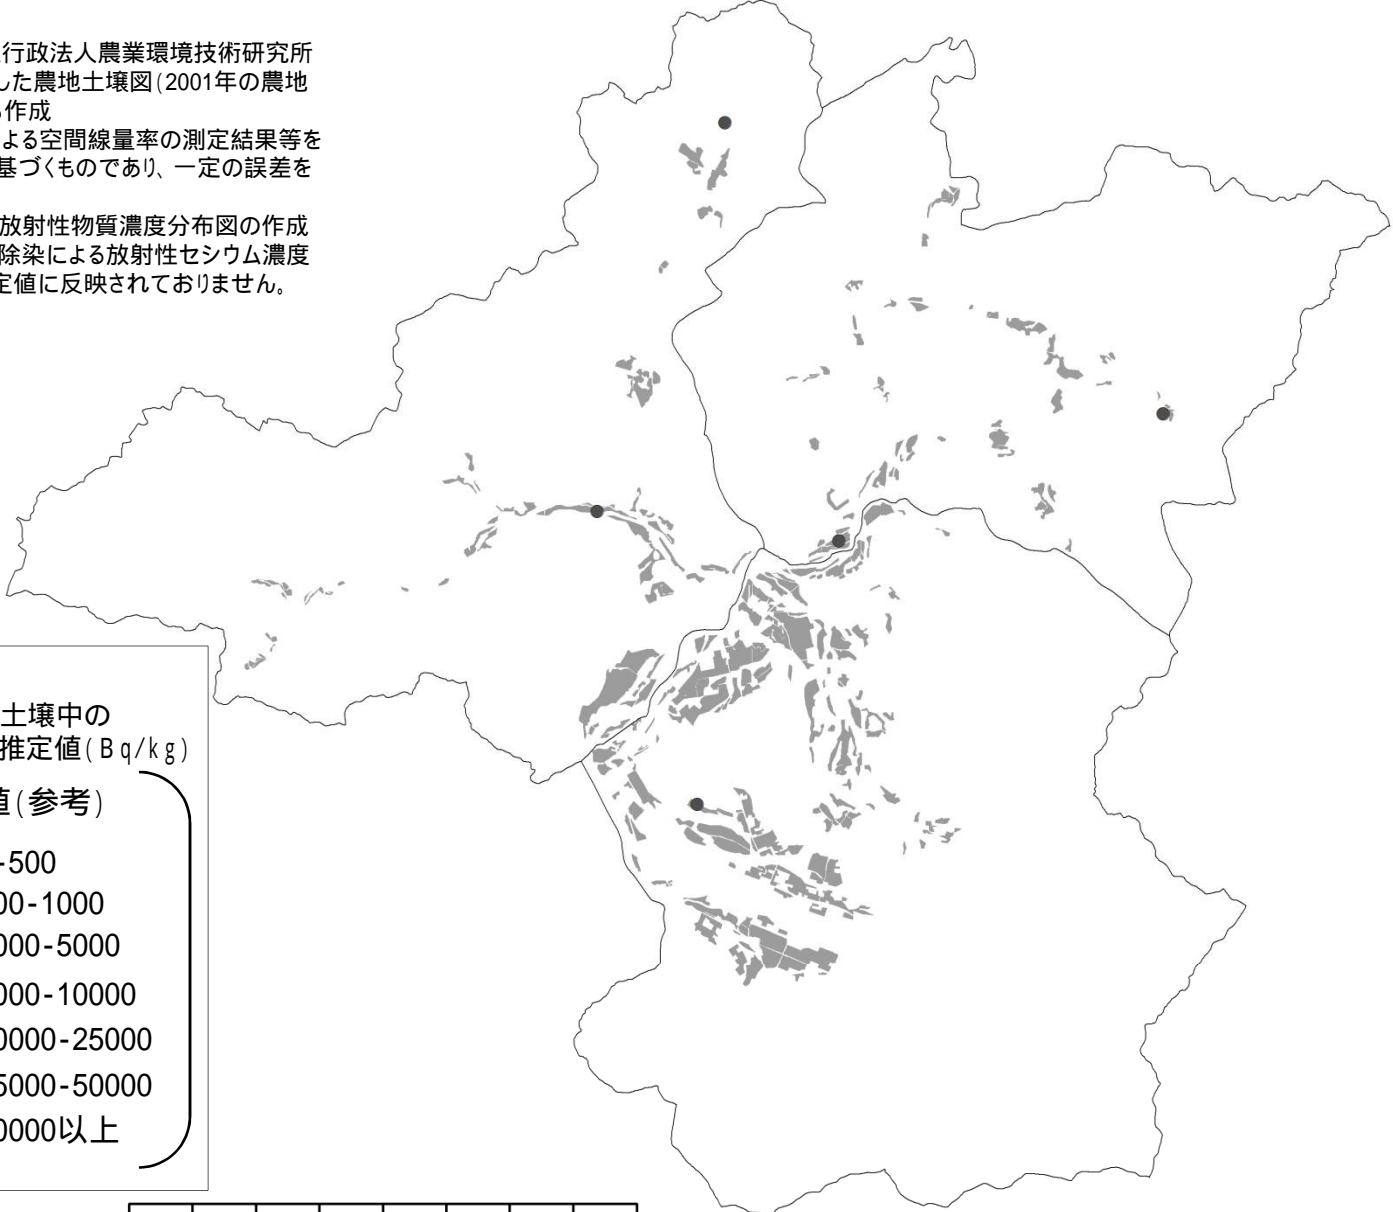 行政法人農業環境技術研究所
した農地土壌図(2001年の農地
ら作成
よる空間線量率の測定結果等を
基づくものであり、一定の誤差を
放射性物質濃度分布図の作成
除染による放射性セシウム濃度
定値に反映されておりません。
土壌中の
推定値(Bq/kg)
値(参考)
-500
00-1000
000-5000
000-10000
0000-25000
5000-50000
0000以上